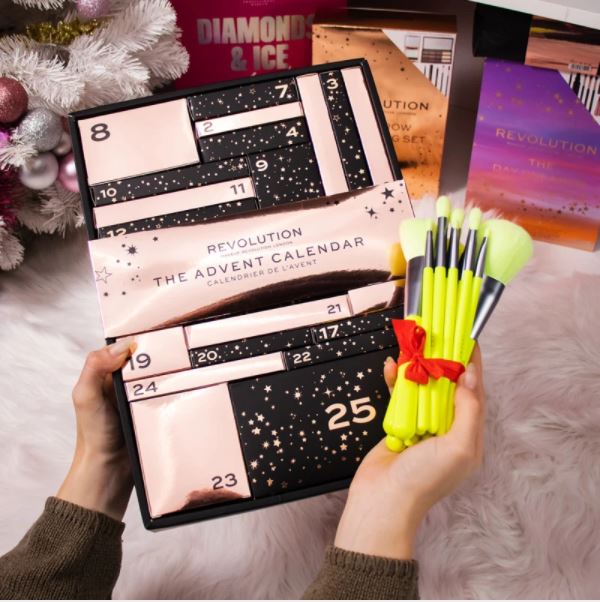 DIAMONDS
& ICE,
REVOLUTION
REVOLUTION
THE
8
7
3
2
4
9
10
11
12
REVOLUTION
MAKEUP REVOLUTION LONDON
THE ADVENT CALENDAR
CALENDRIER DE L'AVENT
21
19
20
17
22
24
25
23